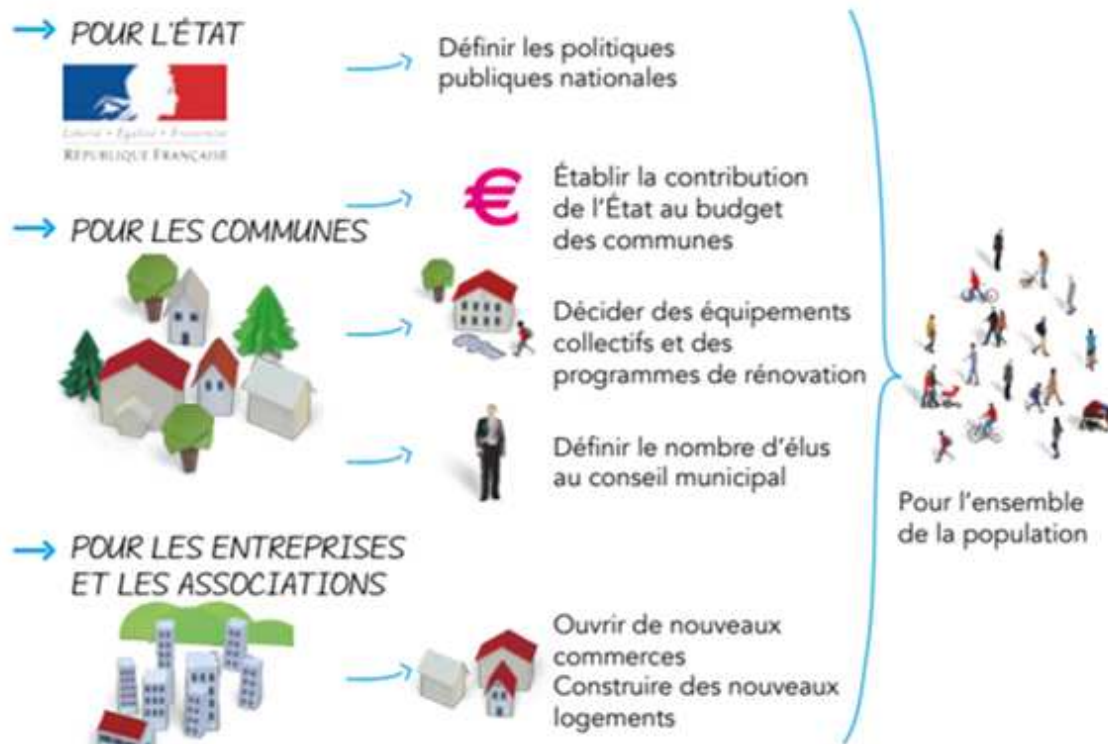 POUR L'ÉTAT
Liberté • Égalité • Fraternité
RÉPUBLIQUE FRANÇAISE
Définir les politiques
publiques nationales
POUR LES COMMUNES
€
Établir la contribution
de l'État au budget
des communes
Décider des équipements
collectifs et des
programmes de rénovation
Définir le nombre d'élus
au conseil municipal
POUR LES ENTREPRISES
ET LES ASSOCIATIONS
Ouvrir de nouveaux
commerces
Construire des nouveaux
logements
Pour l'ensemble
de la population